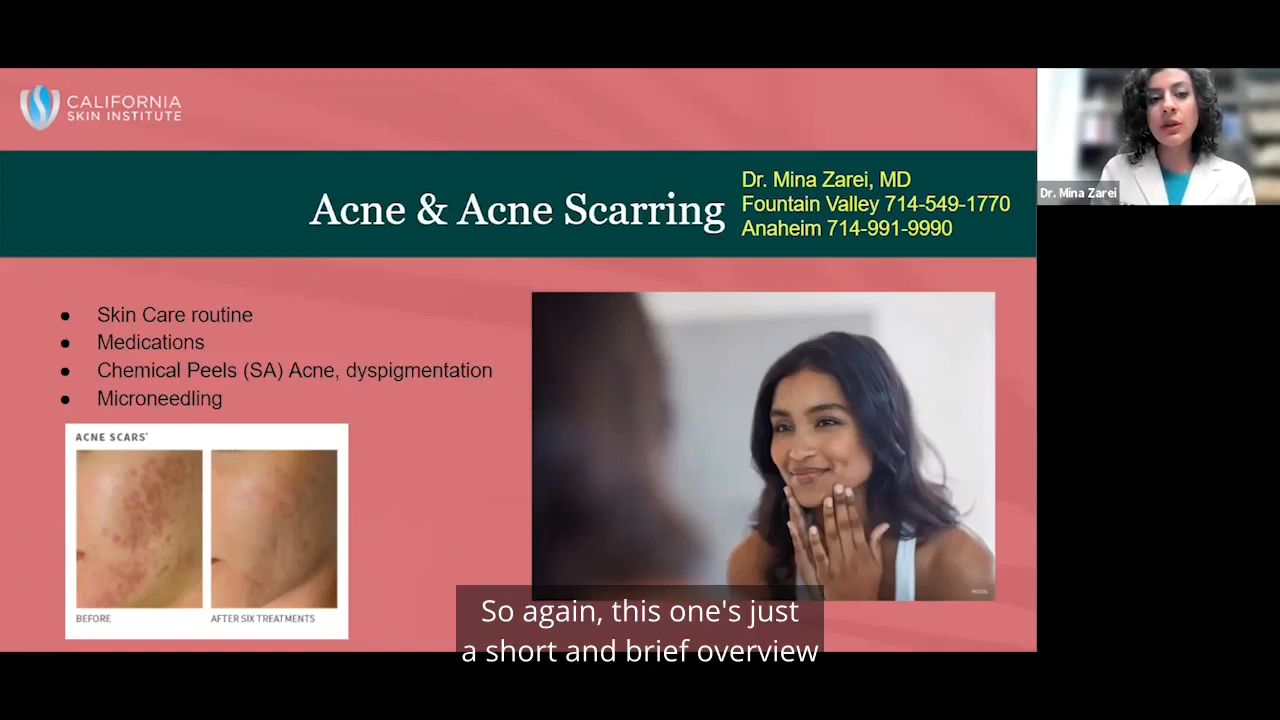 CALIFORNIA
SKIN INSTITUTE
Acne & Acne Scarring
Dr. Mina Zarei, MD
Fountain Valley 714-549-1770
Anaheim 714-991-9990
Dr. Mina Zarei
● Skin Care routine
● Medications
● Chemical Peels (SA) Acne, dyspigmentation
● Microneedling
ACNE SCARS*
BEFORE
AFTER SIX TREATMENTS
So again, this one's just
a short and brief overview